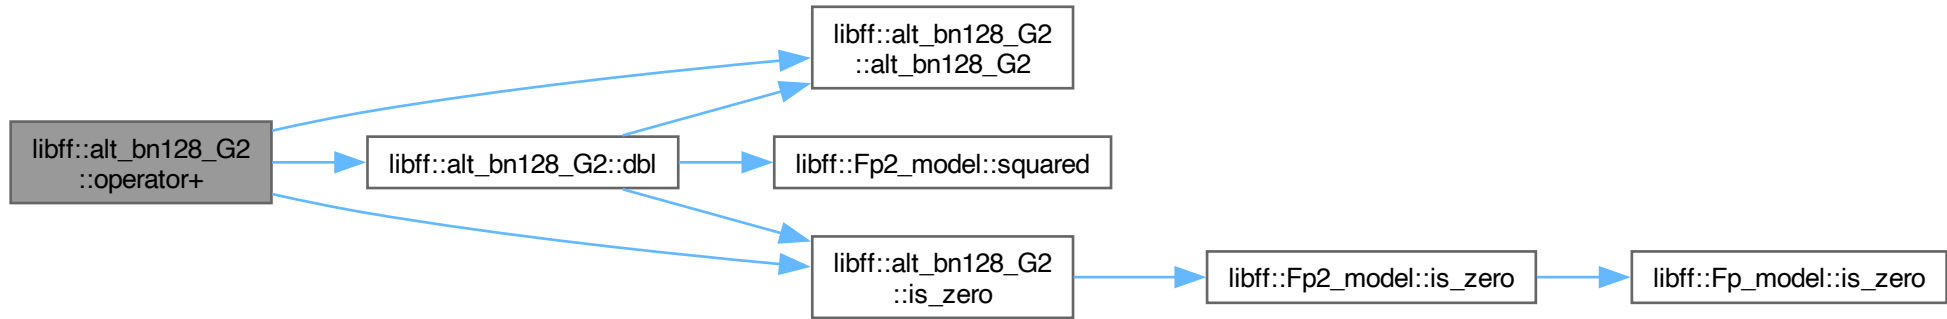 libff::alt_bn128_G2
::operator+
libff::alt_bn128_G2
::alt_bn128_G2
libff::alt_bn128_G2::dbl
libff::Fp2_model::squared
libff::alt_bn128_G2
::is_zero
libff::Fp2_model::is_zero
libff::Fp_model::is_zero